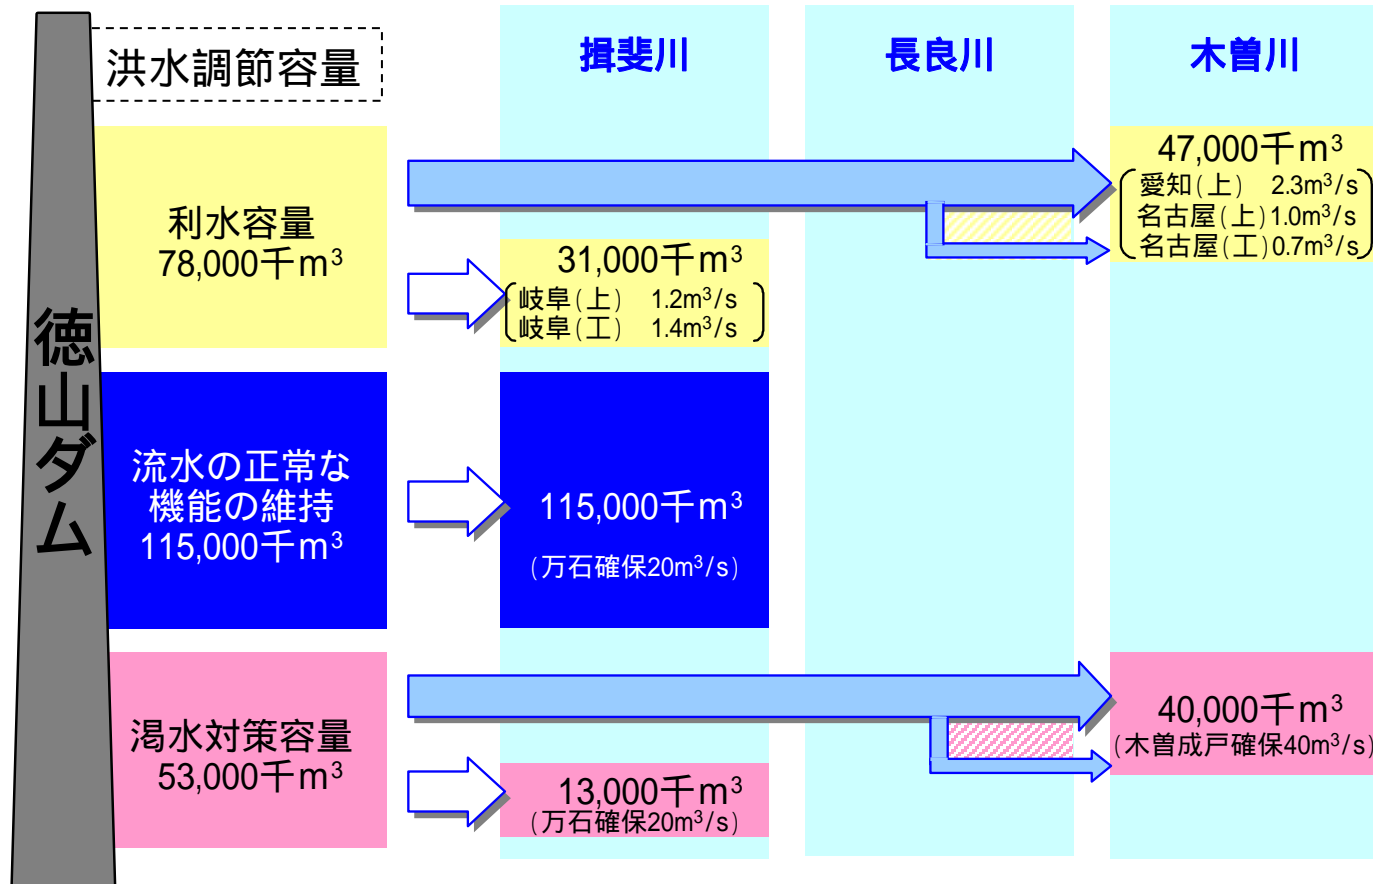 徳山ダム
洪水調節容量
揖斐川
長良川
木曽川
利水容量
78,000千m³
47,000千m³
愛知(上) 2.3m³/s
名古屋(上)1.0m³/s
名古屋(工)0.7m³/s
31,000千m³
岐阜(上) 1.2m³/s
岐阜(工) 1.4m³/s
流水の正常な
機能の維持
115,000千m³
115,000千m³
(万石確保20m³/s)
渇水対策容量
53,000千m³
40,000千m³
(木曽成戸確保40m³/s)
13,000千m³
(万石確保20m³/s)